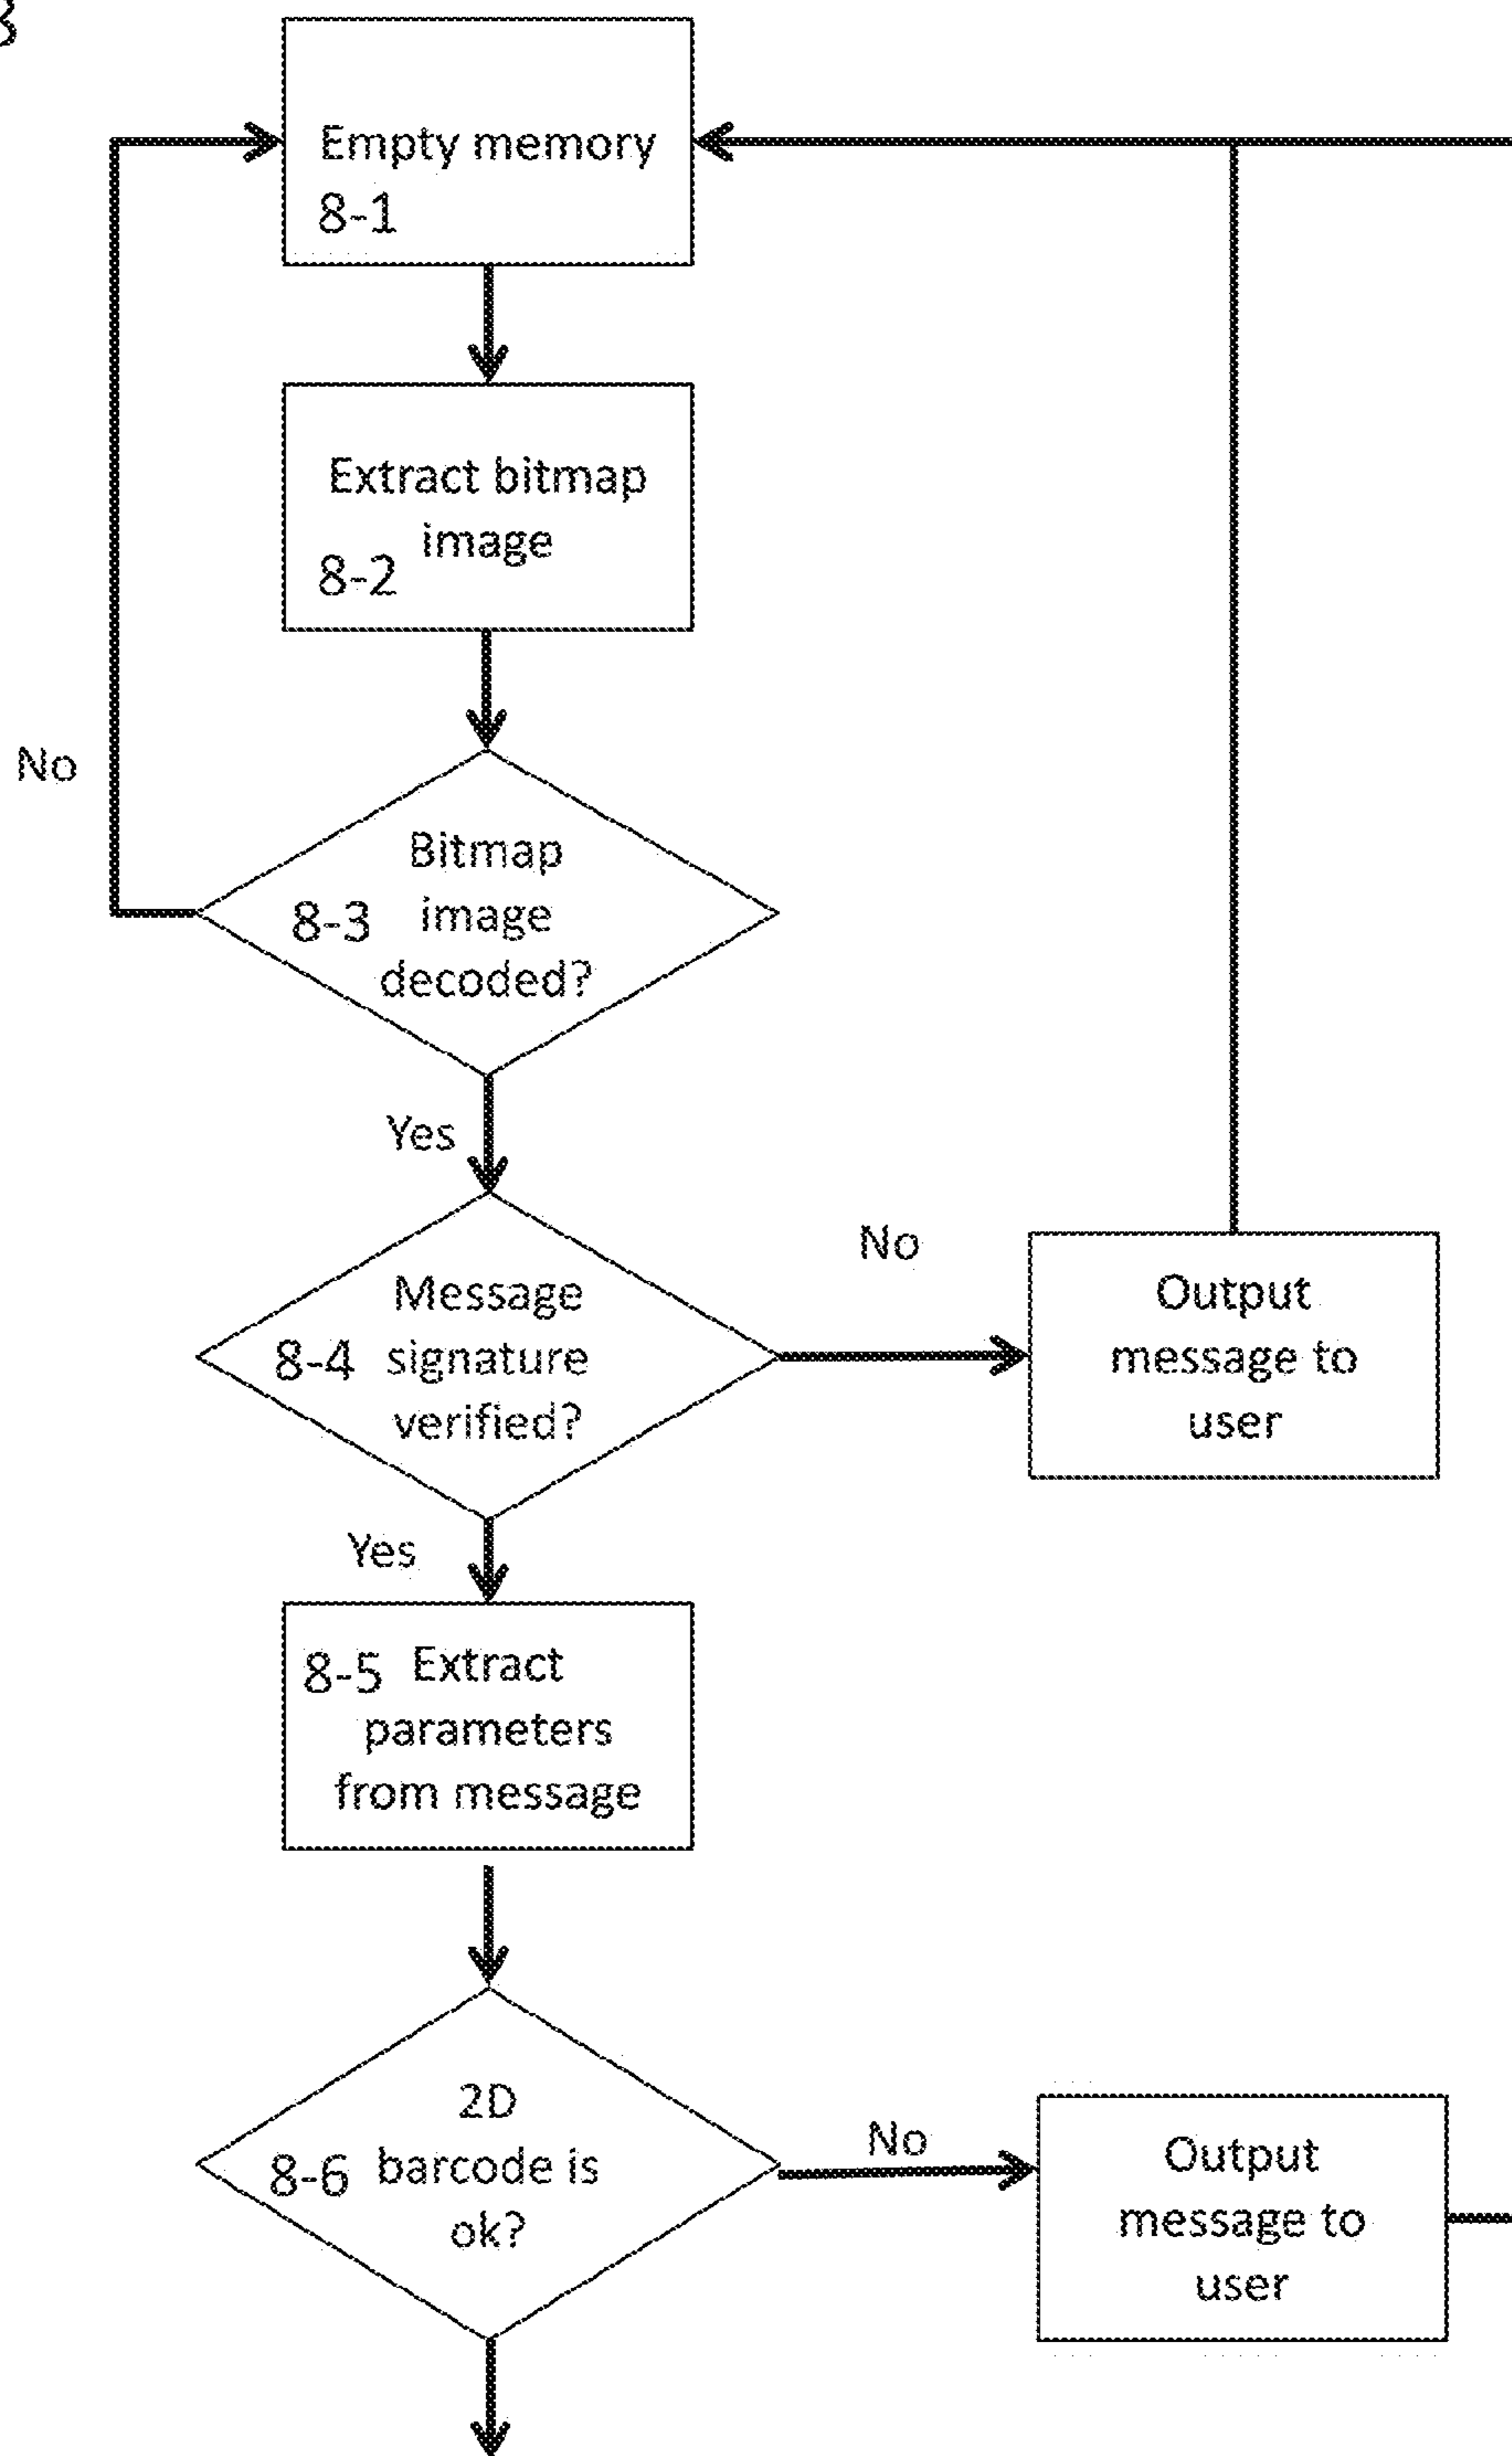 Empty memory
8-1
Extract bitmap
image
8-2
No
Bitmap
8-3 image
decoded?
Yes
Message
8-4 signature
verified?
No
Output
message to
user
Yes
8-5 Extract
parameters
from message
2D
8-6 barcode is
ok?
No
Output
message to
user